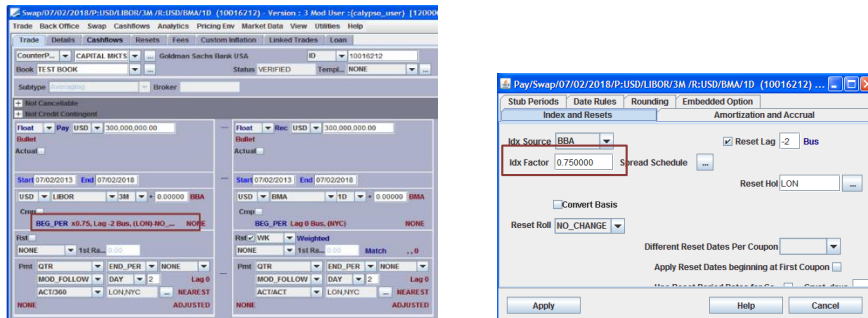 Swap/07/02/2018/P:USD/LIBOR/3M /R:USD/BMA/1D (10016212) - Version : 3 Mod User :(calypso_user) [12000
Trade Back Office Swap Cashflows Analytics Pricing Env Market Data View Utilities Help
Trade Details Cashflows Resets Fees Custom Inflation Linked Trades Loan
CounterP... CAPITAL MKTS ... Goldman Sachs Bank USA ID 10016212
Book TEST BOOK ... Status VERIFIED Templ... NONE ...
Subtype Averaging Broker
+ Not Cancellable
+ Not Credit Contingent
Float Pay USD 300,000,000.00
Bullet
Actual
Start 07/02/2013 End 07/02/2018
USD LIBOR 3M + 0.00000 BBA
Cmp
BEG_PER x0.75, Lag -2 Bus, (LON)-NO_... NONE
Rst
NONE 1st Ra... 0.00
Pmt QTR END_PER NONE
MOD_FOLLOW DAY 2 Lag 0
ACT/360 LON,NYC ... NEAREST
NONE ADJUSTED
Float Rec USD 300,000,000.00
Bullet
Actual
Start 07/02/2013 End 07/02/2018
USD BMA 1D + 0.00000 BMA
Cmp
BEG_PER Lag 0 Bus, (NYC) NONE
Rst WK Weighted
NONE 1st Ra... 0.00 Match , , 0
Pmt QTR END_PER NONE
MOD_FOLLOW DAY 2 Lag 0
ACT/ACT LON,NYC ... NEAREST
NONE ADJUSTED
Pay/Swap/07/02/2018/P:USD/LIBOR/3M /R:USD/BMA/1D (10016212) ...
Stub Periods Date Rules Rounding Embedded Option
Index and Resets Amortization and Accrual
Idx Source BBA Reset Lag -2 Bus
Idx Factor 0.750000 Spread Schedule ...
Reset Hol LON ...
Convert Basis
Reset Roll NO_CHANGE
Different Reset Dates Per Coupon
Apply Reset Dates beginning at First Coupon
Apply Help Cancel